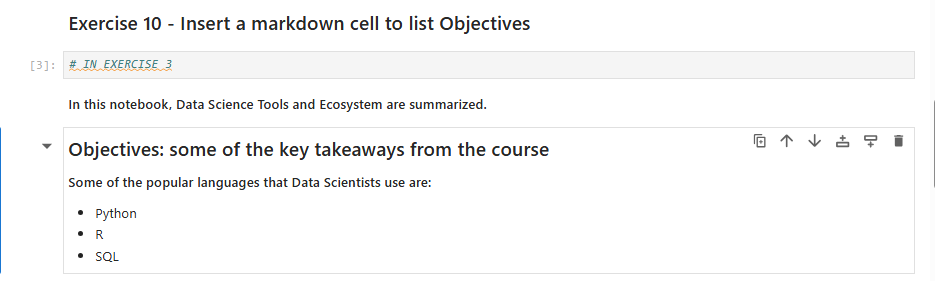 Exercise 10 - Insert a markdown cell to list Objectives
[3]: # IN EXERCISE 3
In this notebook, Data Science Tools and Ecosystem are summarized.
Objectives: some of the key takeaways from the course
Some of the popular languages that Data Scientists use are:
• Python
• R
• SQL